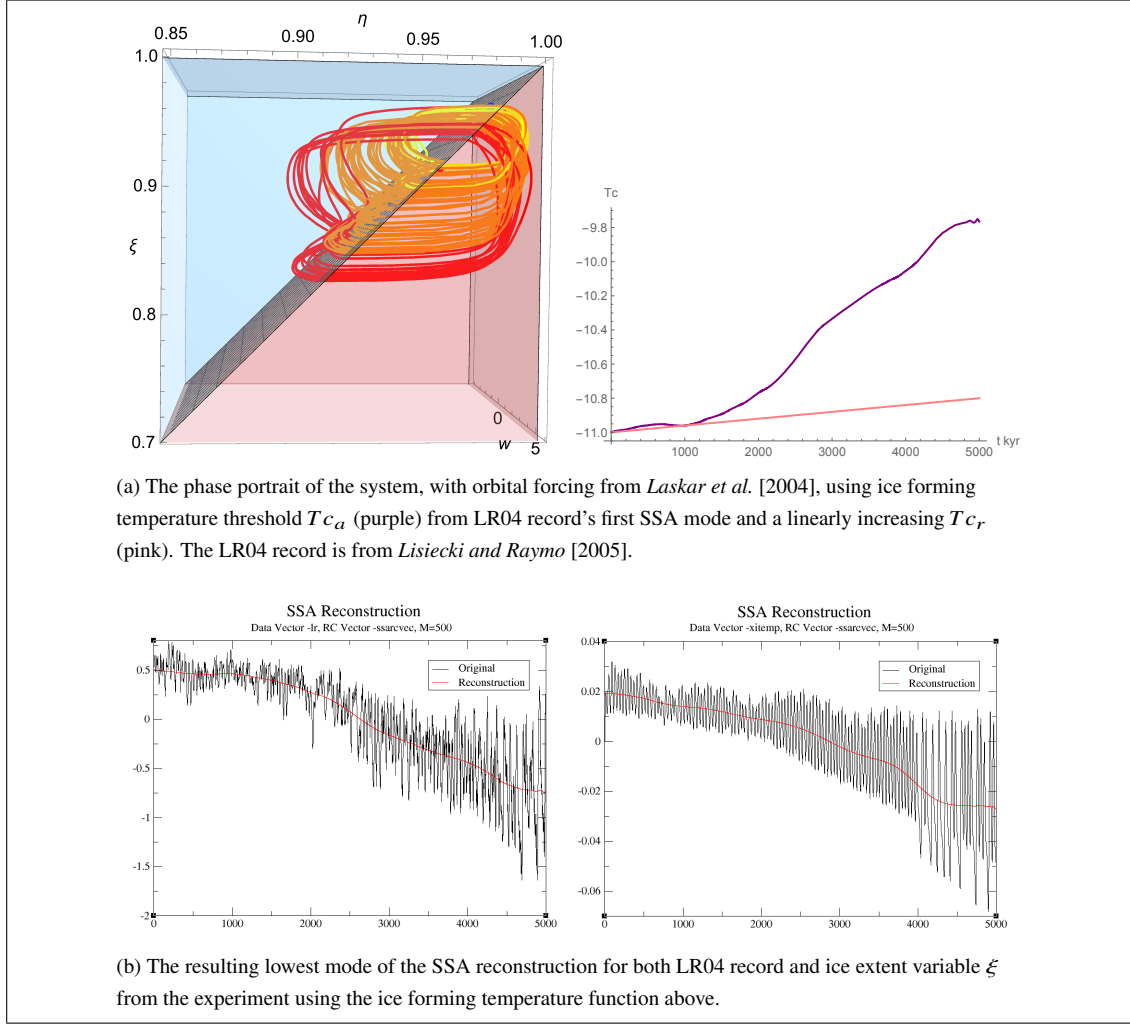 η
0.85
0.90
0.95
1.00
1.0
0.9
ξ
0.8
0.7
0
w
5
Tc
−9.8
−10.0
−10.2
−10.4
−10.6
−10.8
−11.0
1000
2000
3000
4000
5000
t kyr
(a) The phase portrait of the system, with orbital forcing from Laskar et al. [2004], using ice forming
temperature threshold Tcₐ (purple) from LR04 record's first SSA mode and a linearly increasing Tcᵣ
(pink). The LR04 record is from Lisiecki and Raymo [2005].
SSA Reconstruction
Data Vector -lr, RC Vector -ssarcvec, M=500
Original
Reconstruction
0.5
0
-0.5
-1
-1.5
-2
0
1000
2000
3000
4000
5000
SSA Reconstruction
Data Vector -xitemp, RC Vector -ssarcvec, M=500
Original
Reconstruction
0.04
0.02
0
-0.02
-0.04
-0.06
0
1000
2000
3000
4000
5000
(b) The resulting lowest mode of the SSA reconstruction for both LR04 record and ice extent variable ξ
from the experiment using the ice forming temperature function above.